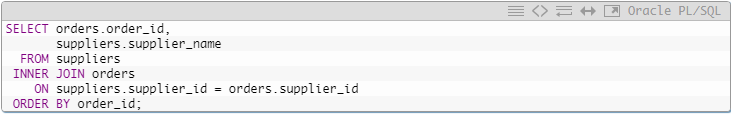 Oracle PL/SQL
SELECT orders.order_id,
       suppliers.supplier_name
  FROM suppliers
 INNER JOIN orders
    ON suppliers.supplier_id = orders.supplier_id
 ORDER BY order_id;